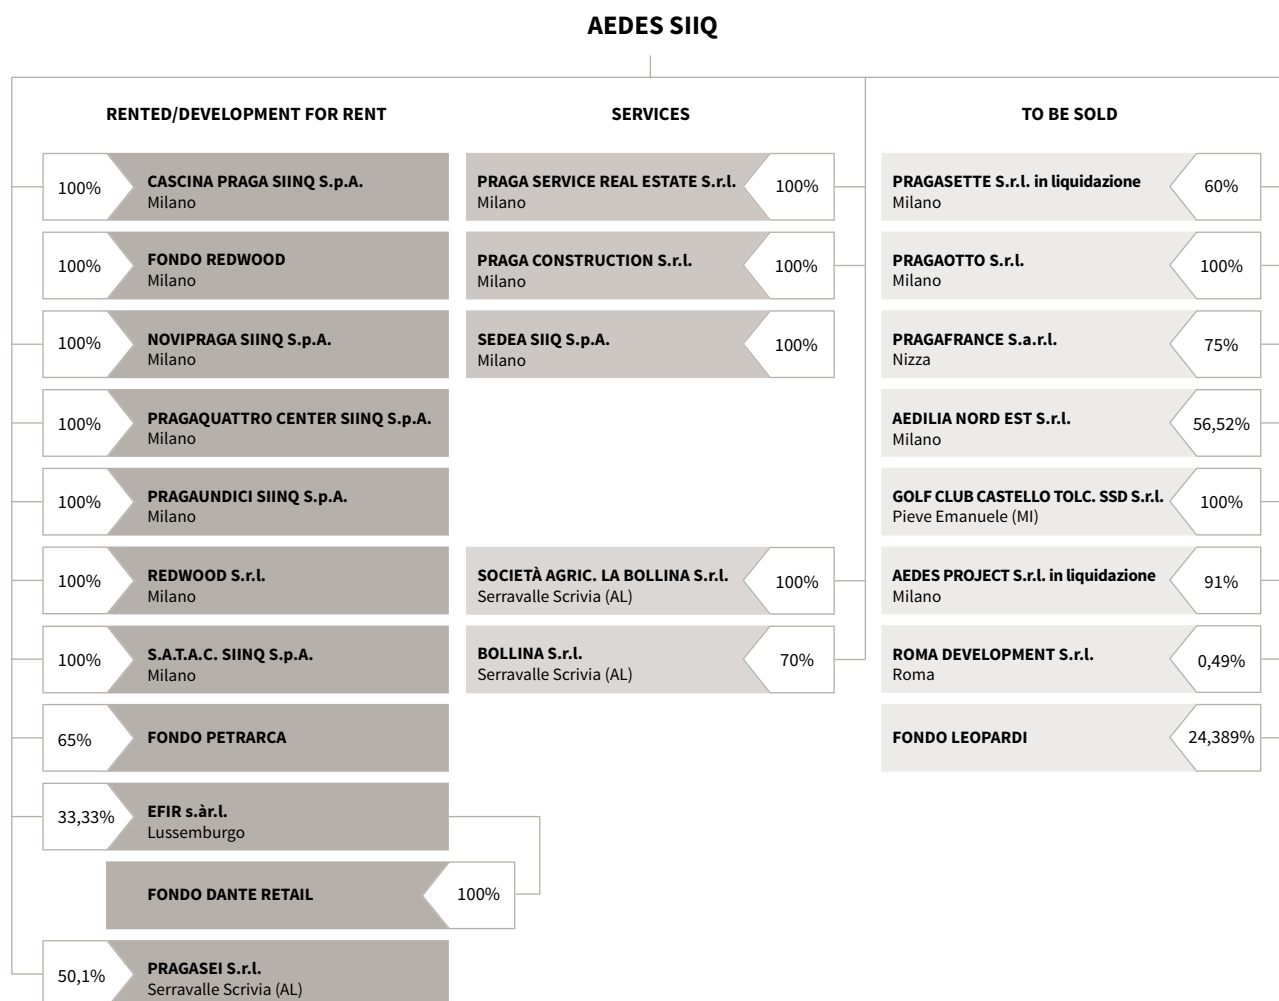 AEDES SIIQ
RENTED/DEVELOPMENT FOR RENT
100%
CASCINA PRAGA SIINQ S.p.A.
Milano
100%
FONDO REDWOOD
Milano
100%
NOVIPRAGA SIINQ S.p.A.
Milano
100%
PRAGAQUATTRO CENTER SIINQ S.p.A.
Milano
100%
PRAGAUNDICI SIINQ S.p.A.
Milano
100%
REDWOOD S.r.l.
Milano
100%
S.A.T.A.C. SIINQ S.p.A.
Milano
65%
FONDO PETRARCA
33,33%
EFIR s.àr.l.
Lussemburgo
FONDO DANTE RETAIL
100%
50,1%
PRAGASEI S.r.l.
Serravalle Scrivia (AL)
SERVICES
PRAGA SERVICE REAL ESTATE S.r.l.
Milano
100%
PRAGA CONSTRUCTION S.r.l.
Milano
100%
SEDEA SIIQ S.p.A.
Milano
100%
SOCIETÀ AGRIC. LA BOLLINA S.r.l.
Serravalle Scrivia (AL)
100%
BOLLINA S.r.l.
Serravalle Scrivia (AL)
70%
TO BE SOLD
PRAGASETTE S.r.l. in liquidazione
Milano
60%
PRAGAOTTO S.r.l.
Milano
100%
PRAGAFRANCE S.a.r.l.
Nizza
75%
AEDILIA NORD EST S.r.l.
Milano
56,52%
GOLF CLUB CASTELLO TOLC. SSD S.r.l.
Pieve Emanuele (MI)
100%
AEDES PROJECT S.r.l. in liquidazione
Milano
91%
ROMA DEVELOPMENT S.r.l.
Roma
0,49%
FONDO LEOPARDI
24,389%